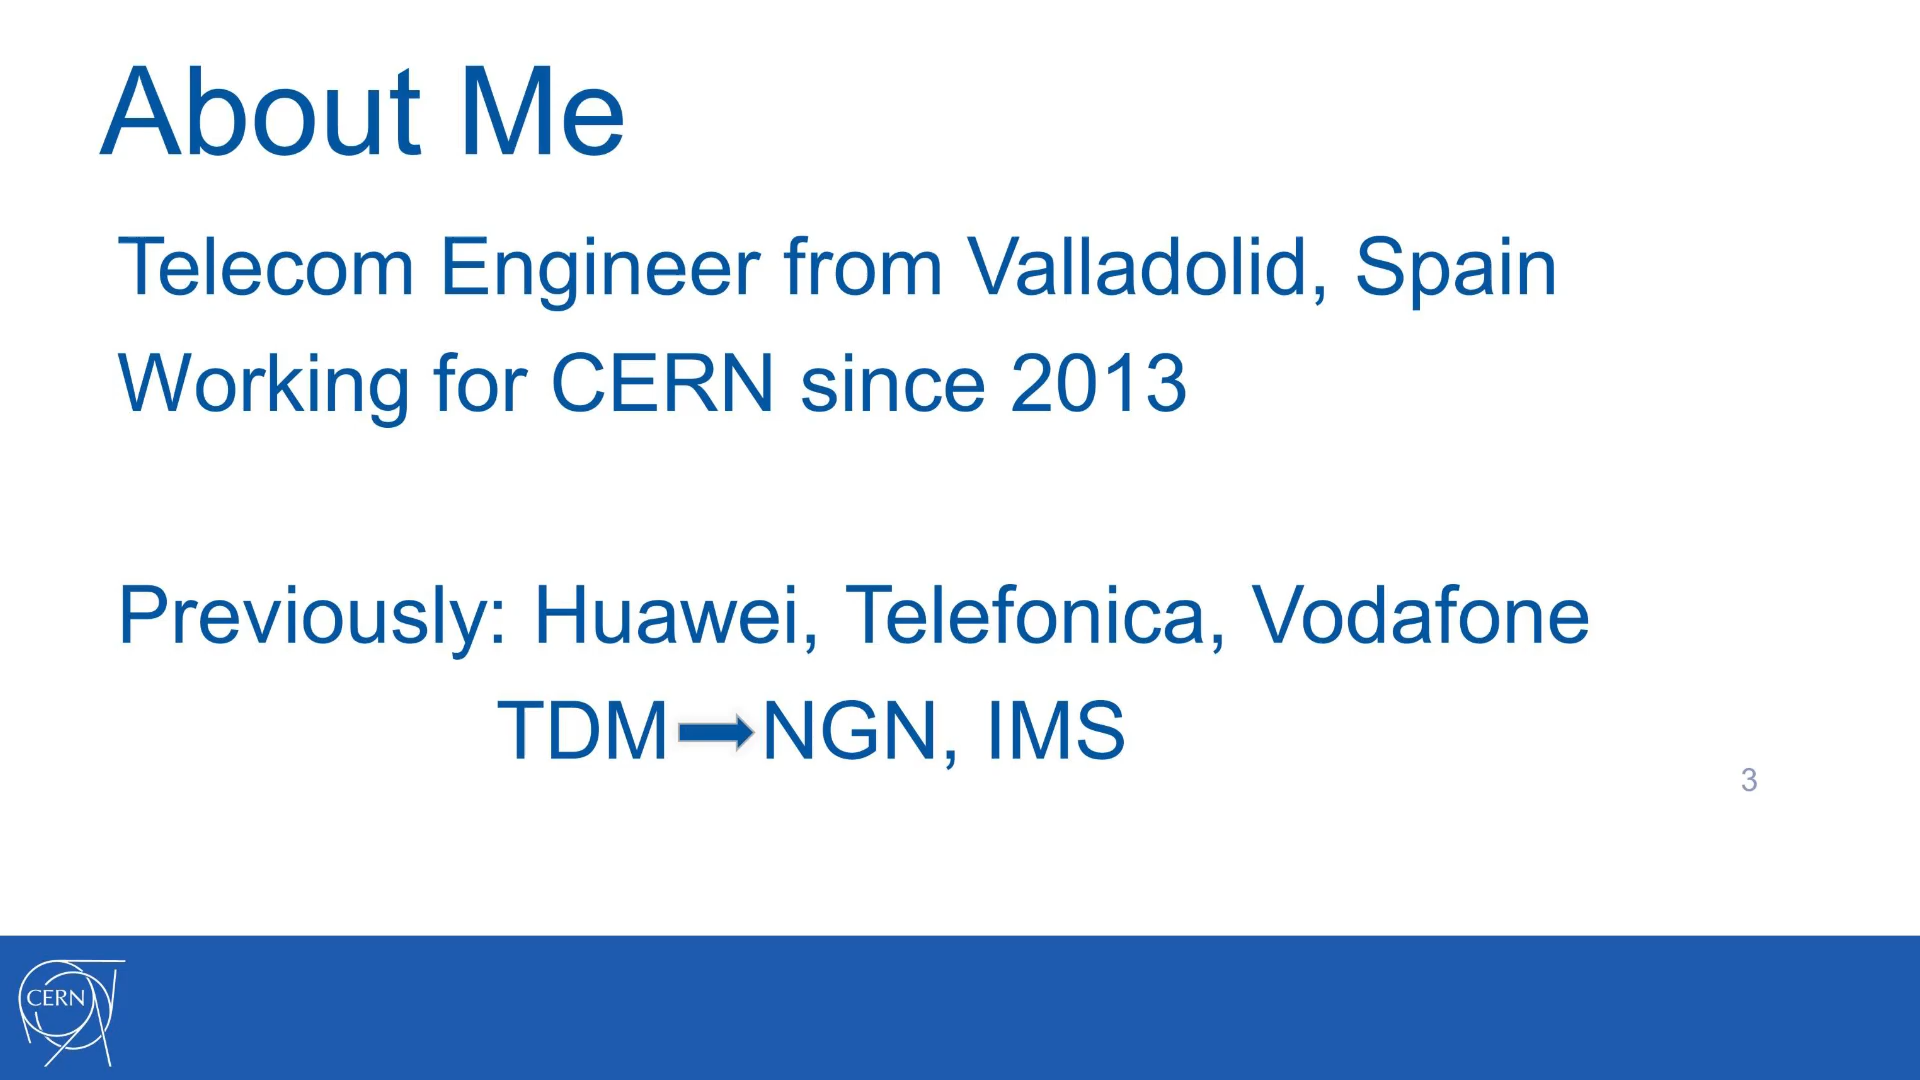 About Me
Telecom Engineer from Valladolid, Spain
Working for CERN since 2013
Previously: Huawei, Telefonica, Vodafone
TDM NGN, IMS
3
CERN